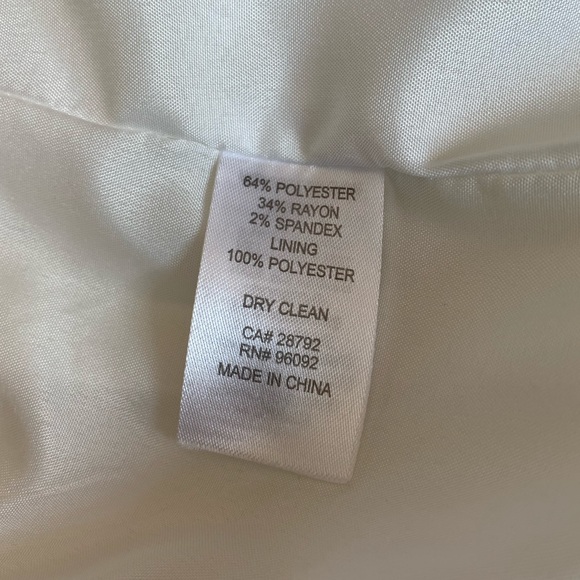 64% POLYESTER
34% RAYON
2% SPANDEX
LINING
100% POLYESTER
DRY CLEAN
CA# 28792
RN# 96092
MADE IN CHINA